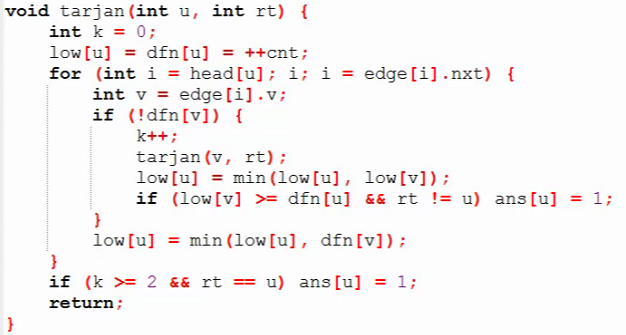 void tarjan(int u, int rt) {
    int k = 0;
    low[u] = dfn[u] = ++cnt;
    for (int i = head[u]; i; i = edge[i].nxt) {
        int v = edge[i].v;
        if (!dfn[v]) {
            k++;
            tarjan(v, rt);
            low[u] = min(low[u], low[v]);
            if (low[v] >= dfn[u] && rt != u) ans[u] = 1;
        }
        low[u] = min(low[u], dfn[v]);
    }
    if (k >= 2 && rt == u) ans[u] = 1;
    return;
}